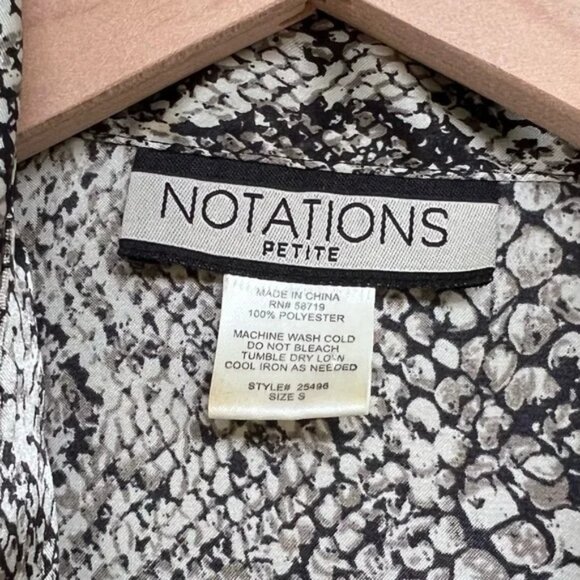 NOTATIONS
PETITE
MADE IN CHINA
RN# 58719
100% POLYESTER
MACHINE WASH COLD
DO NOT BLEACH
TUMBLE DRY LOW
COOL IRON AS NEEDED
STYLE# 25496
SIZE S